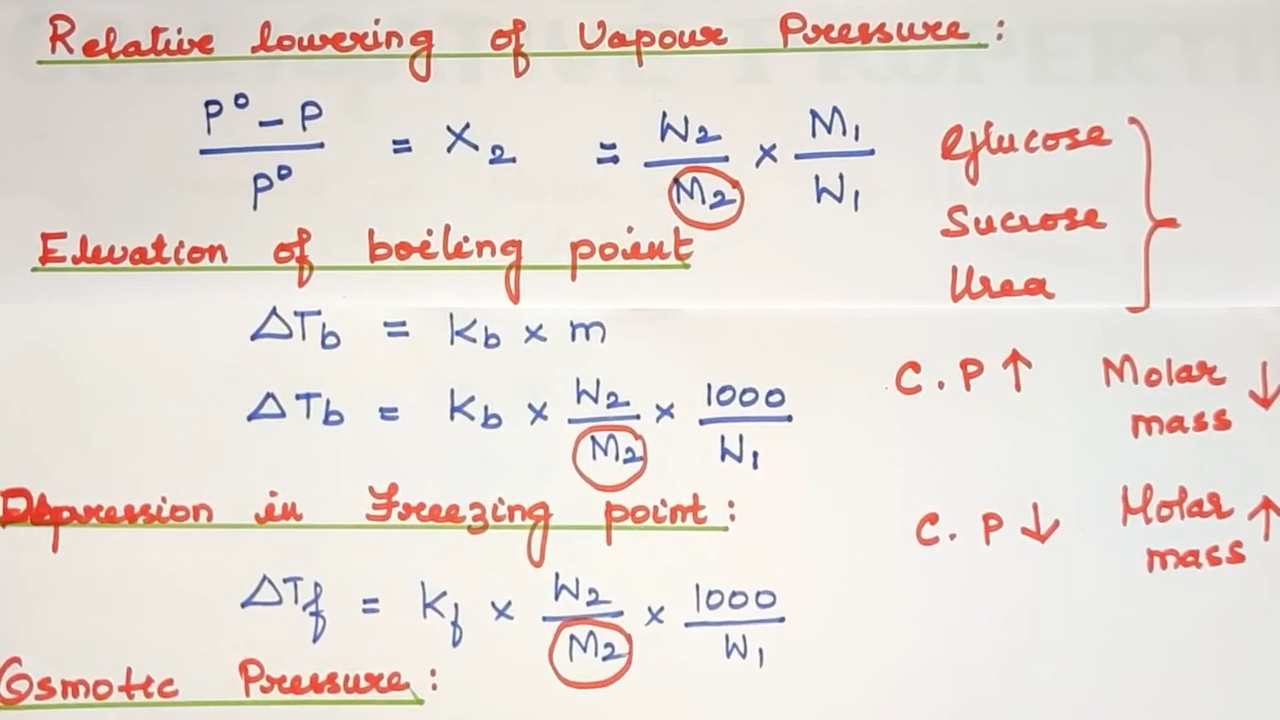 Relative lowering of Vapour Pressure:
P° - P / P° = X2 = W2 / M2 × M1 / W1
Glucose
Sucrose
Urea
Elevation of boiling point
ΔTb = Kb × m
ΔTb = Kb × W2 / M2 × 1000 / W1
C.P ↑ Molar mass ↓
Depression in Freezing point:
C.P ↓ Molar mass ↑
ΔTf = Kf × W2 / M2 × 1000 / W1
Osmotic Pressure: